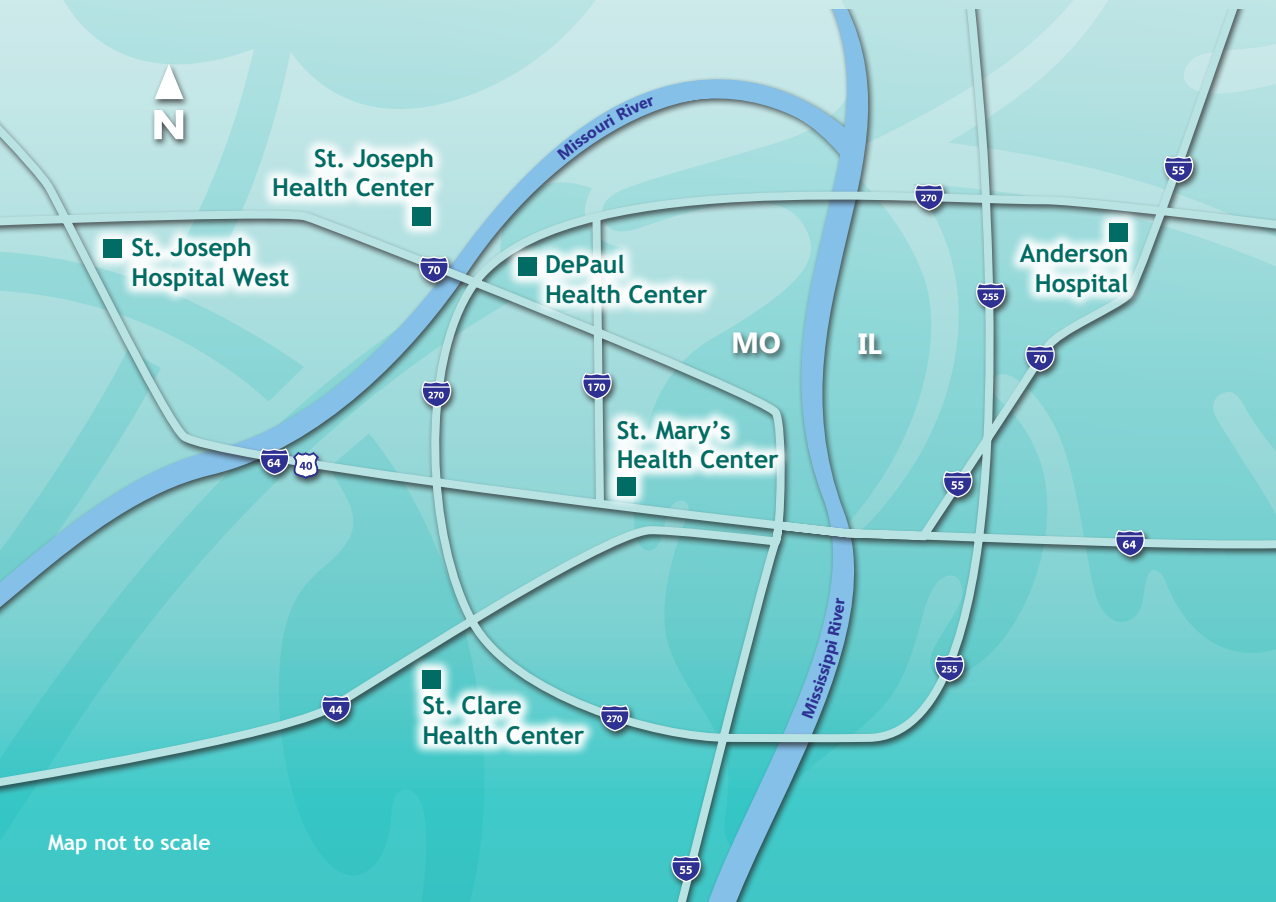 N
Missouri River
St. Joseph
Health Center
55
270
St. Joseph
Hospital West
70
DePaul
Health Center
Anderson
Hospital
255
MO
IL
70
270
170
St. Mary's
Health Center
64
40
55
64
Mississippi River
255
44
St. Clare
Health Center
270
Map not to scale
55